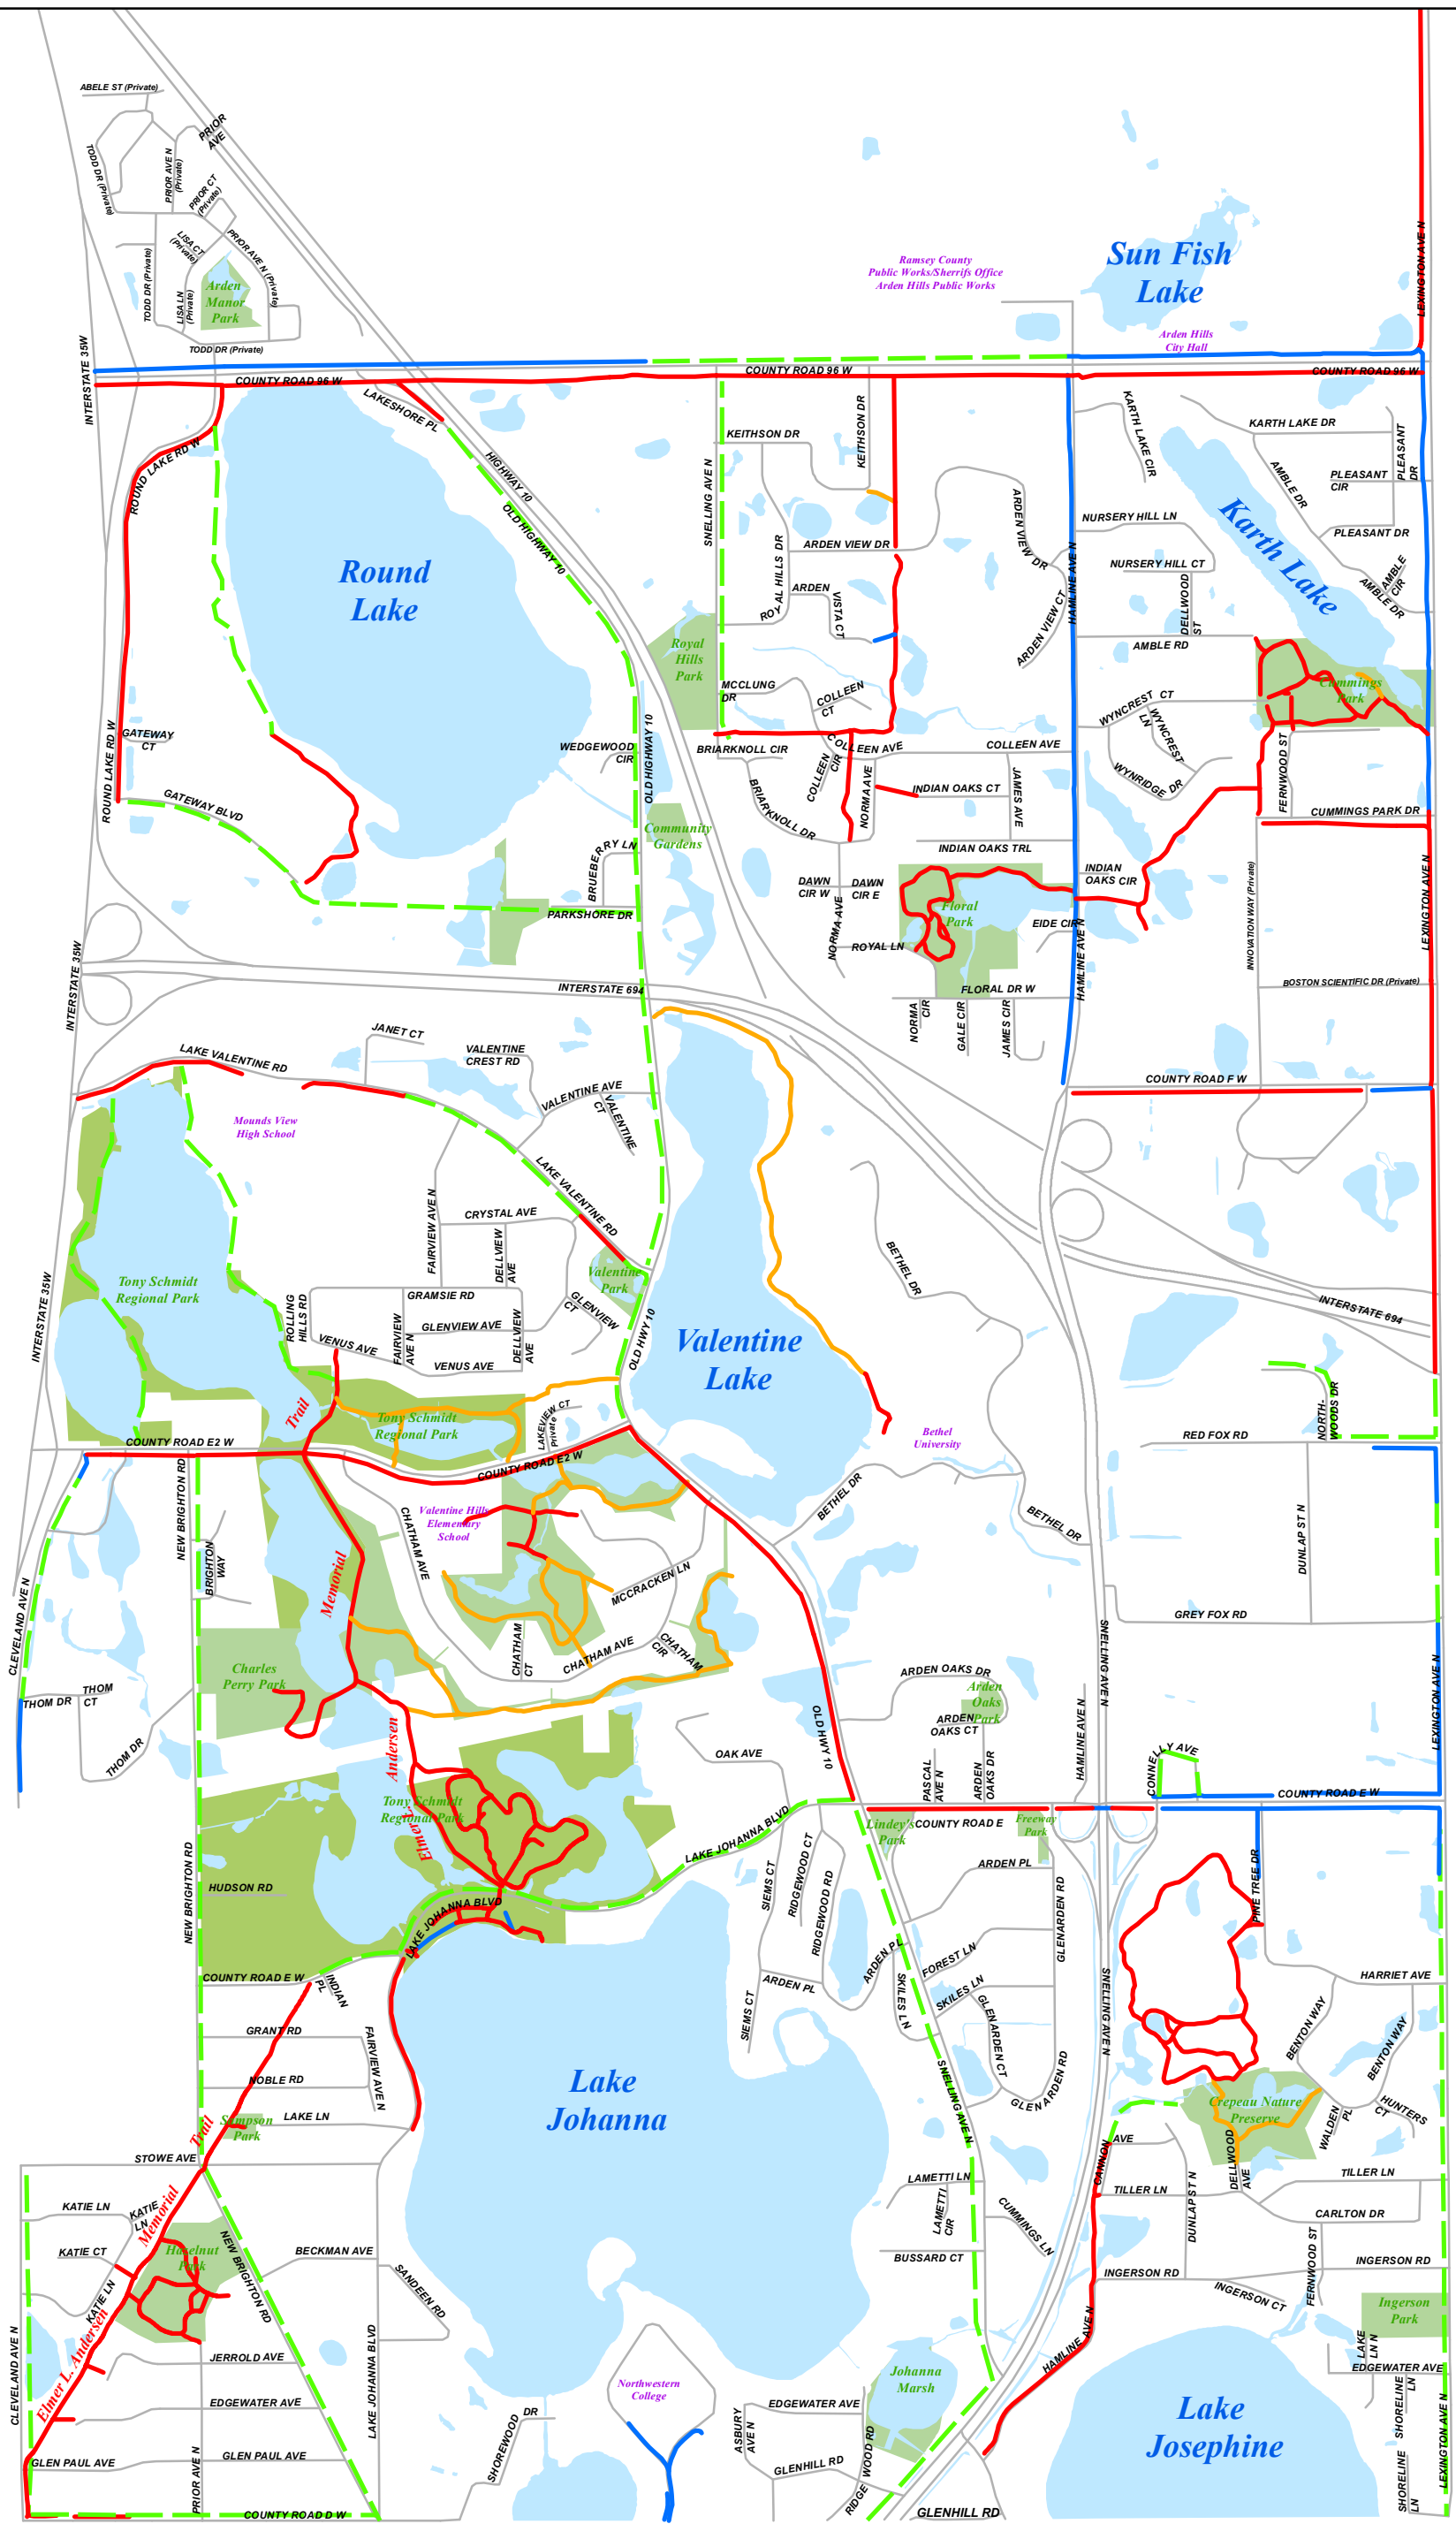 ABELE ST (Private)
PRIOR
AVE
TODD DR (Private)
PRIOR AVE N
(Private)
PRIOR CT
(Private)
LISA CT
(Private)
PRIOR AVE N (Private)
TODD DR (Private)
LISA LN
(Private)
Arden
Manor
Park
TODD DR (Private)
INTERSTATE 35W
Ramsey County
Public Works/Sherrifs Office
Arden Hills Public Works
Sun Fish
Lake
Arden Hills
City Hall
LEXINGTON AVE N
COUNTY ROAD 96 W
COUNTY ROAD 96 W
COUNTY ROAD 96 W
LAKESHORE PL
ROUND LAKE RD W
HIGHWAY 10
OLD HIGHWAY 10
Round
Lake
SNELLING AVE N
KEITHSON DR
KEITHSON DR
ROYAL HILLS DR
ARDEN VIEW DR
ARDEN
VISTA CT
ARDEN VIEW DR
ARDEN VIEW CT
HAMLINE AVE N
KARTH LAKE CIR
KARTH LAKE DR
AMBLE DR
PLEASANT
DR
PLEASANT
CIR
PLEASANT DR
AMBLE
CIR
AMBLE DR
Karth Lake
NURSERY HILL LN
NURSERY HILL CT
DELLWOOD
ST
AMBLE RD
Royal
Hills
Park
MCCLUNG
DR
COLLEEN
CT
Cummings
Park
WYNCREST CT
WYNCREST
LN
WYNRIDGE DR
FERNWOOD ST
CUMMINGS PARK DR
GATEWAY
CT
ROUND LAKE RD W
GATEWAY BLVD
WEDGEWOOD
CIR
OLD HIGHWAY 10
BRIARKNOLL CIR
COLLEEN AVE
COLLEEN AVE
COLLEEN
CIR
BRIARKNOLL DR
NORMA AVE
INDIAN OAKS CT
JAMES AVE
INDIAN OAKS TRL
Community
Gardens
BRUEBERRY LN
PARKSHORE DR
DAWN
CIR W
DAWN
CIR E
NORMA AVE
ROYAL LN
Floral
Park
INDIAN
OAKS CIR
EIDE CIR
HAMLINE AVE N
FLORAL DR W
NORMA
CIR
GALE CIR
JAMES CIR
INNOVATION WAY (Private)
LEXINGTON AVE N
BOSTON SCIENTIFIC DR (Private)
INTERSTATE 35W
INTERSTATE 694
LAKE VALENTINE RD
JANET CT
VALENTINE
CREST RD
VALENTINE AVE
VALENTINE
CT
COUNTY ROAD F W
Mounds View
High School
LAKE VALENTINE RD
FAIRVIEW AVE N
CRYSTAL AVE
DELLVIEW
AVE
Valentine
Park
GRAMSIE RD
GLENVIEW
CT
Tony Schmidt
Regional Park
ROLLING
HILLS RD
VENUS AVE
FAIRVIEW
AVE N
GLENVIEW AVE
DELLVIEW
AVE
VENUS AVE
INTERSTATE 35W
OLD HWY 10
Valentine
Lake
BETHEL DR
INTERSTATE 694
NORTH-
WOODS DR
RED FOX RD
Trail
Tony Schmidt
Regional Park
LAKEVIEW CT
Private
COUNTY ROAD E2 W
COUNTY ROAD E2 W
Bethel
University
BETHEL DR
BETHEL DR
NEW BRIGHTON RD
BRIGHTON
WAY
CHATHAM AVE
Valentine Hills
Elementary
School
Memorial
MCCRACKEN LN
CHATHAM
CT
CHATHAM AVE
CHATHAM
CIR
DUNLAP ST N
GREY FOX RD
SNELLING AVE N
CLEVELAND AVE N
THOM DR
THOM
CT
THOM DR
Charles
Perry Park
OLD HWY 10
ARDEN OAKS DR
Arden
Oaks
Park
ARDEN
OAKS CT
PASCAL
AVE N
ARDEN
OAKS DR
HAMLINE AVE N
CONNELLY AVE
LEXINGTON AVE N
COUNTY ROAD E W
OAK AVE
Andersen
Tony Schmidt
Regional Park
Elmer L.
LAKE JOHANNA BLVD
Lindey's
Park
COUNTY ROAD E
Freeway
Park
ARDEN PL
PINE TREE DR
SIEMS CT
RIDGEWOOD CT
RIDGEWOOD RD
GLENARDEN RD
HUDSON RD
NEW BRIGHTON RD
LAKE JOHANNA BLVD
ARDEN PL
FOREST LN
SKILES LN
SKILES LN
GLENARDEN CT
GLENARDEN RD
COUNTY ROAD E W
INDIAN
PL
GRANT RD
FAIRVIEW AVE N
NOBLE RD
ARDEN PL
SIEMS CT
SNELLING AVE N
HARRIET AVE
BENTON WAY
BENTON WAY
Lake
Johanna
SNELLING AVE N
Crepeau Nature
Preserve
WALDEN
PL
HUNTERS
CT
Sampson
Park
LAKE LN
Trail
STOWE AVE
CANNON
AVE
DELLWOOD
AVE
TILLER LN
TILLER LN
DUNLAP ST N
CARLTON DR
KATIE LN
KATIE
LN
Memorial
KATIE CT
KATIE LN
Hazelnut
Park
NEW BRIGHTON RD
BECKMAN AVE
SANDEEN RD
LAMETTI LN
LAMETTI
CIR
CUMMINGS LN
BUSSARD CT
INGERSON RD
INGERSON CT
FERNWOOD ST
INGERSON RD
Ingerson
Park
Elmer L. Andersen
CLEVELAND AVE N
JERROLD AVE
EDGEWATER AVE
LAKE JOHANNA BLVD
GLEN PAUL AVE
GLEN PAUL AVE
PRIOR AVE N
COUNTY ROAD D W
SHOREWOOD
DR
Northwestern
College
Johanna
Marsh
EDGEWATER AVE
ASBURY
AVE N
GLENHILL RD
RIDGE
WOOD RD
GLENHILL RD
HAMLINE AVE N
Lake
Josephine
LAKE
LN N
EDGEWATER AVE
SHORELINE
LN
SHORELINE
LN
LEXINGTON AVE N